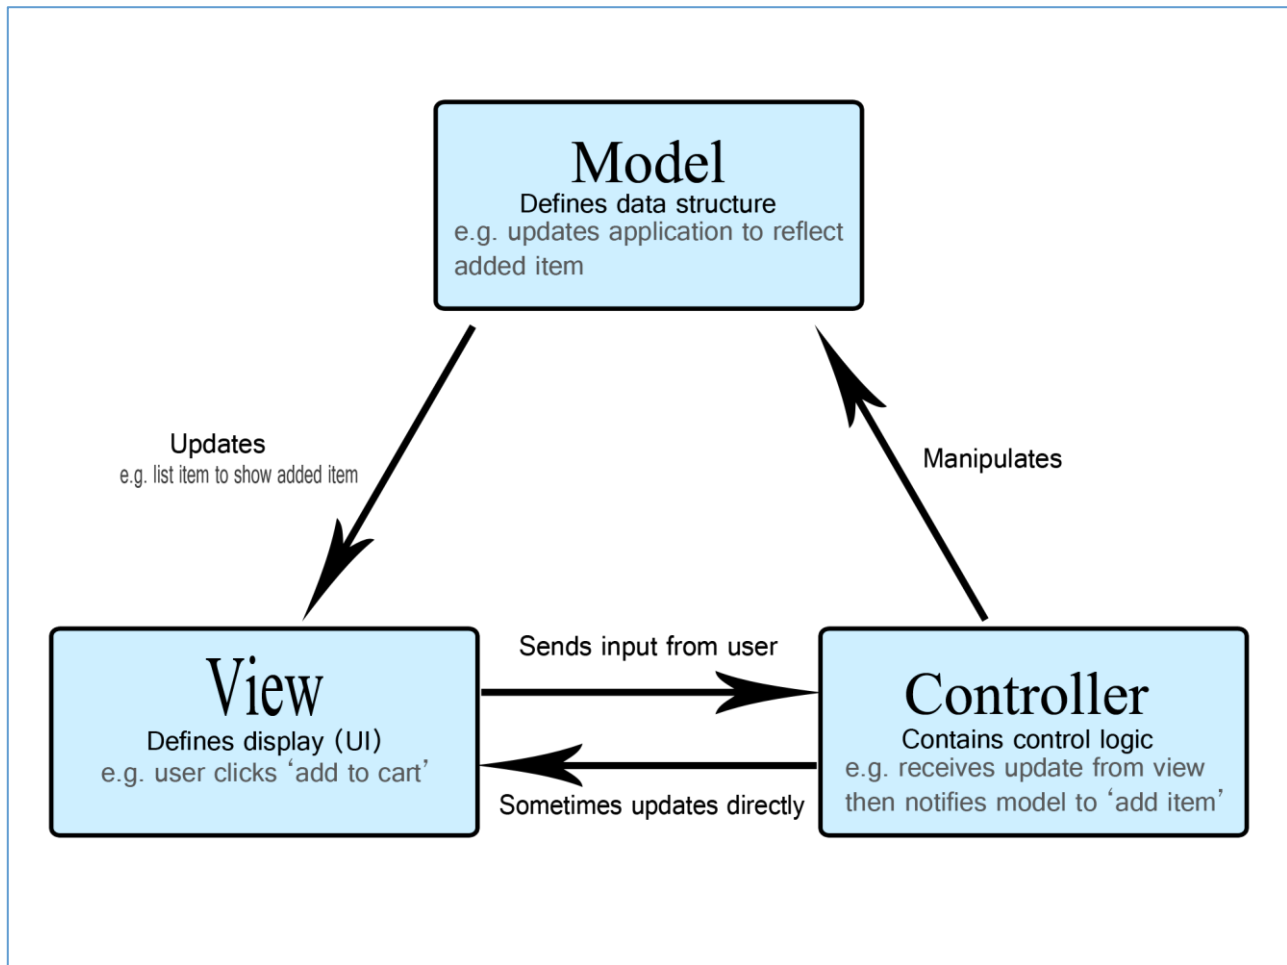 Model
Defines data structure
e.g. updates application to reflect
added item
Updates
e.g. list item to show added item
Manipulates
View
Defines display (UI)
e.g. user clicks ‘add to cart’
Sends input from user
Sometimes updates directly
Controller
Contains control logic
e.g. receives update from view
then notifies model to ‘add item’